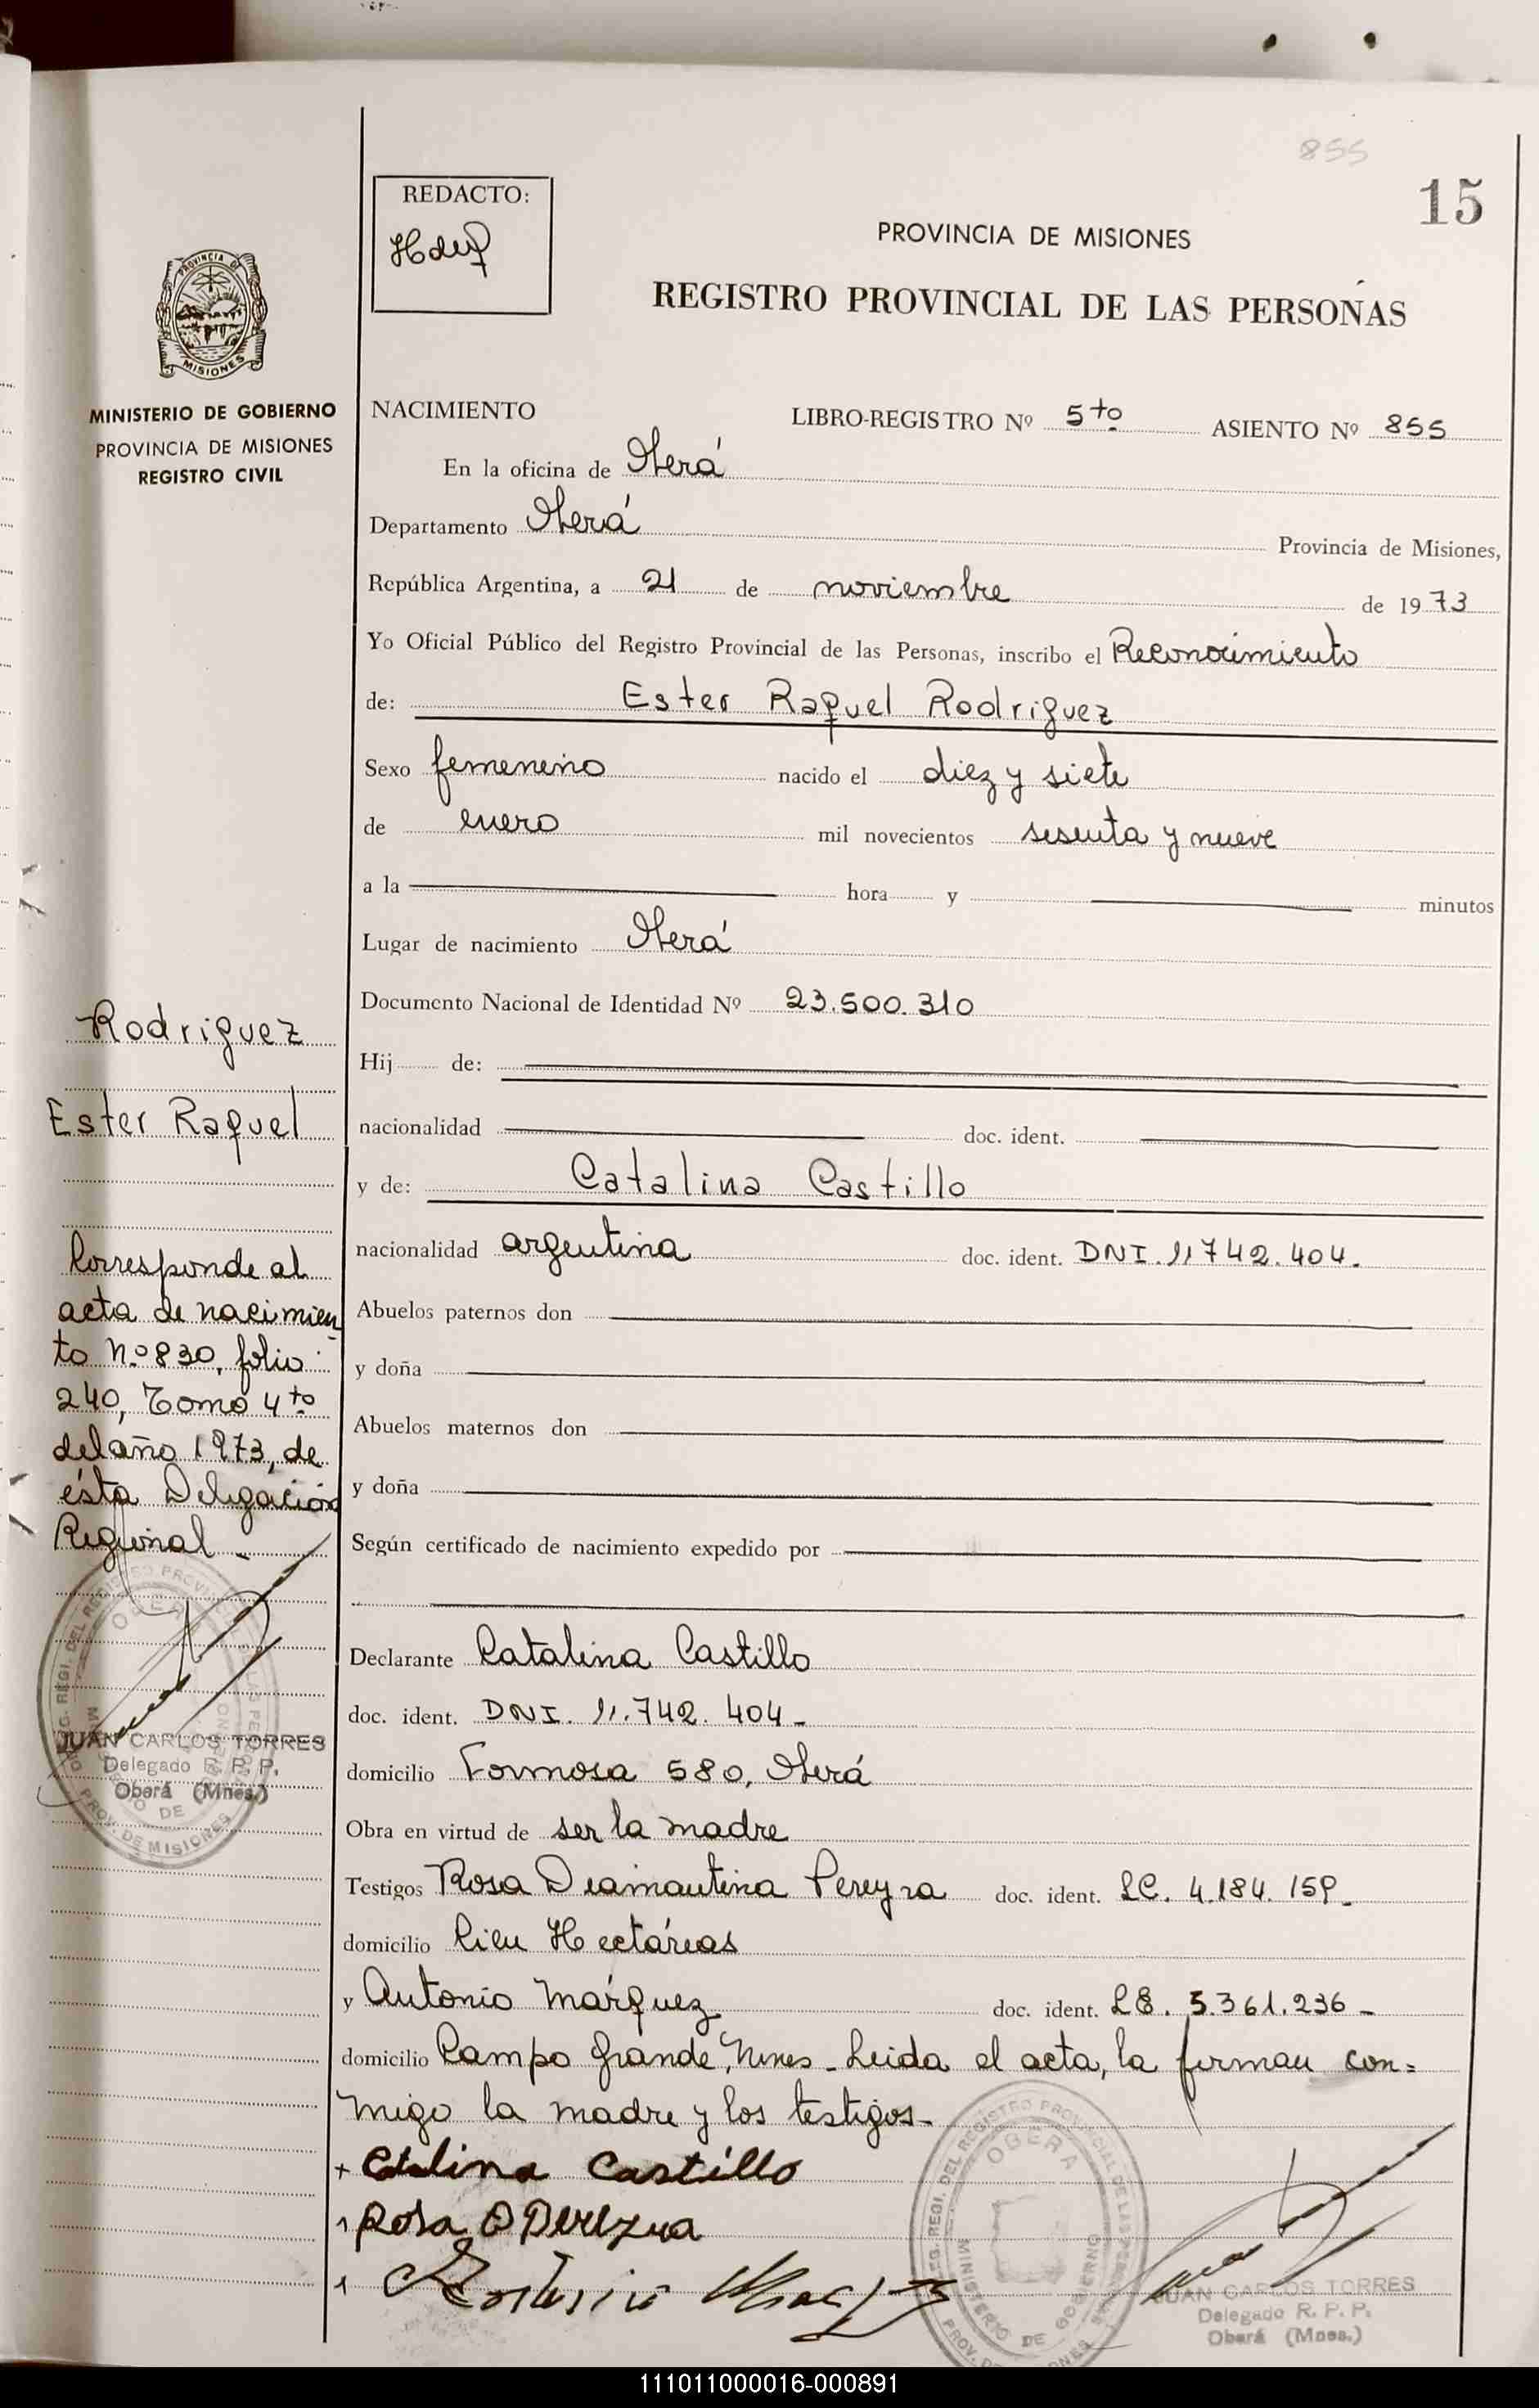 855
15
REDACTO:
PROVINCIA DE MISIONES
REGISTRO PROVINCIAL DE LAS PERSONAS
PROVINCIA DE
MISIONES
MINISTERIO DE GOBIERNO
PROVINCIA DE MISIONES
REGISTRO CIVIL
NACIMIENTO LIBRO-REGISTRO Nº 5to ASIENTO Nº 855
En la oficina de Oberá
Departamento Oberá Provincia de Misiones,
República Argentina, a 21 de noviembre de 1973
Yo Oficial Público del Registro Provincial de las Personas, inscribo el Reconocimiento
de: Ester Raquel Rodriguez
Sexo femenino nacido el diez y siete
de enero mil novecientos sesenta y nueve
a la hora y minutos
Lugar de nacimiento Oberá
Documento Nacional de Identidad Nº 23.500.310
Hij de:
nacionalidad doc. ident.
y de: Catalina Castillo
nacionalidad argentina doc. ident. DNI. 11.742.404.
Abuelos paternos don
y doña
Abuelos maternos don
y doña
Según certificado de nacimiento expedido por
Declarante Catalina Castillo
doc. ident. DNI. 11.742.404-
domicilio Formosa 580, Oberá
Obra en virtud de ser la madre
Testigos Rosa Diamantina Pereyra doc. ident. LC. 4.184.159-
domicilio Cien Hectáreas
y Antonio Márquez doc. ident. LE. 5.361.236-
domicilio Campo Grande, Mnes- Leida el acta, la firman con=
migo la madre y los testigos-
+ Catalina Castillo
Rosa D Pereyra
Rodriguez
Ester Raquel
Corresponde al
acta de nacimien
to Nº 830, folio
240, Tomo 4to
del año 1973, de
ésta Delegación
Regional-
JUAN CARLOS TORRES
Delegado R. P. P.
Oberá (Mnes.)
OBERA
MINISTERIO DE GOBIERNO
JUAN CARLOS TORRES
Delegado R. P. P.
Oberá (Mnes.)
111011000016-000891